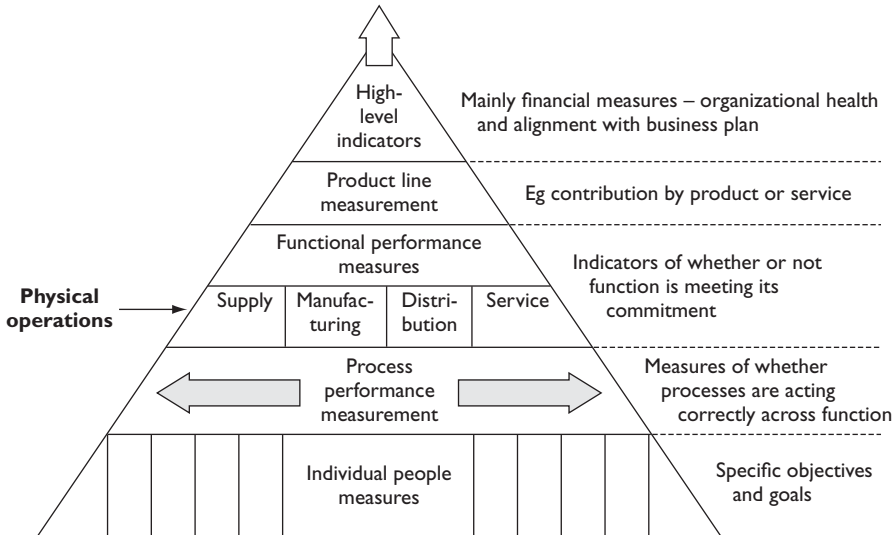 High-
level
indicators
Mainly financial measures – organizational health
and alignment with business plan
Product line
measurement
Eg contribution by product or service
Functional performance
measures
Indicators of whether or not
function is meeting its
commitment
Physical
operations
Supply
Manufac-
turing
Distri-
bution
Service
Process
performance
measurement
Measures of whether
processes are acting
correctly across function
Individual people
measures
Specific objectives
and goals